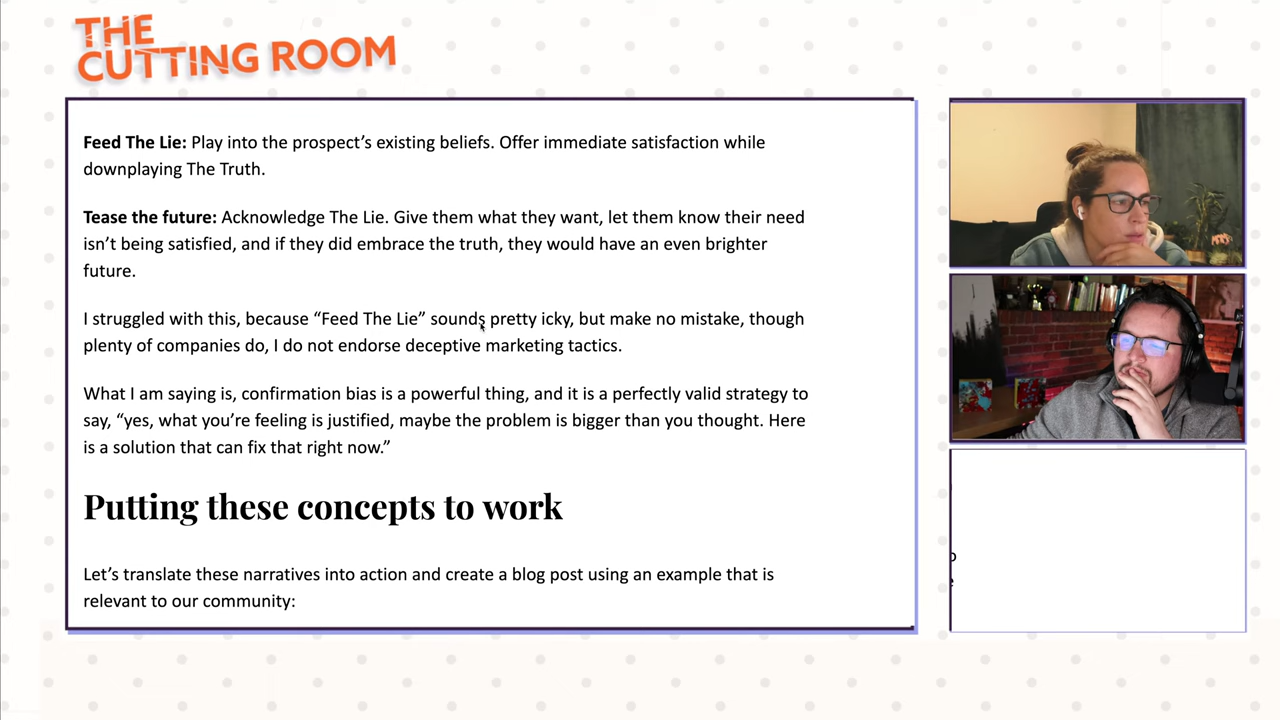 THE
CUTTING ROOM
Feed The Lie: Play into the prospect’s existing beliefs. Offer immediate satisfaction while
downplaying The Truth.
Tease the future: Acknowledge The Lie. Give them what they want, let them know their need
isn’t being satisfied, and if they did embrace the truth, they would have an even brighter
future.
I struggled with this, because “Feed The Lie” sounds pretty icky, but make no mistake, though
plenty of companies do, I do not endorse deceptive marketing tactics.
What I am saying is, confirmation bias is a powerful thing, and it is a perfectly valid strategy to
say, “yes, what you’re feeling is justified, maybe the problem is bigger than you thought. Here
is a solution that can fix that right now.”
Putting these concepts to work
Let’s translate these narratives into action and create a blog post using an example that is
relevant to our community: